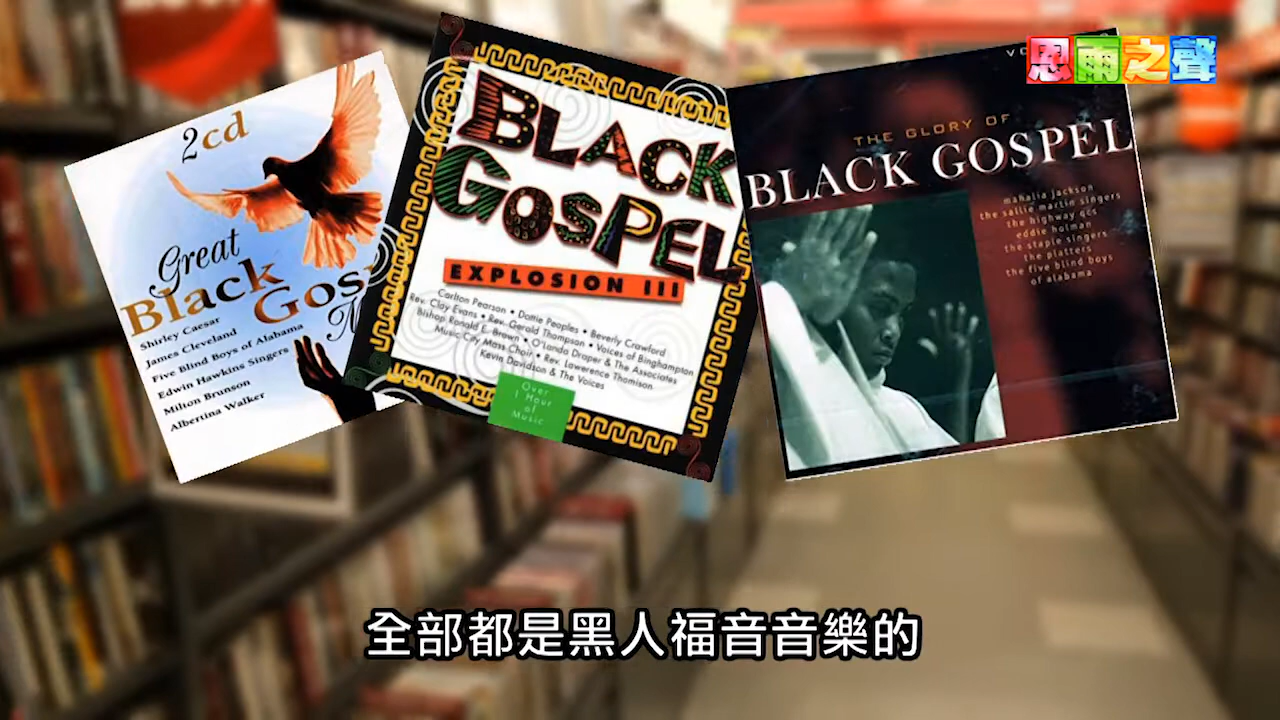 恩雨之聲
2cd
Great
Black Gos
Shirley Caesar
James Cleveland
Five Blind Boys of Alabama
Edwin Hawkins Singers
Milton Brunson
Albertina Walker
BLACK
GOSPEL
EXPLOSION III
Carlton Pearson • Dottie Peoples • Beverly Crawford
Rev. Clay Evans • Rev. Gerald Thompson • Voices of Binghampton
Bishop Ronald E. Brown • O'Landa Draper & The Associates
Music City Mass Choir • Rev. Lawerence Thomison
Kevin Davidson & The Voices
Over
1 Hour
of
Music
THE GLORY OF
BLACK GOSPEL
mahalia jackson
the sallie martin singers
the highway qcs
eddie holman
the staple singers
the platters
the five blind boys
of alabama
全部都是黑人福音音樂的